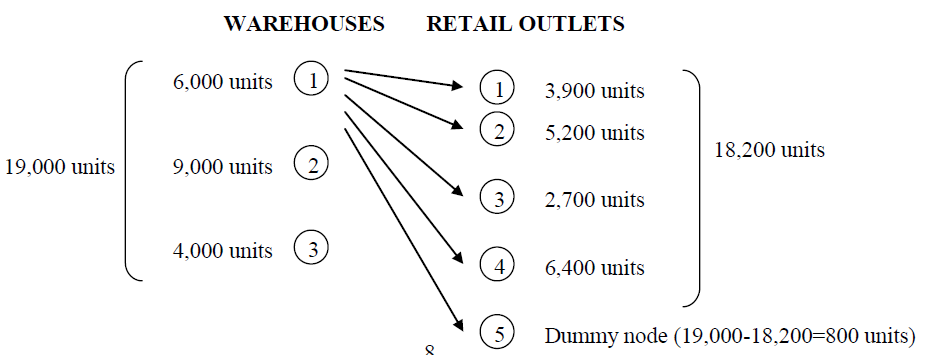 WAREHOUSES RETAIL OUTLETS
6,000 units 1 1 3,900 units
2 5,200 units
19,000 units 9,000 units 2 18,200 units
3 2,700 units
4,000 units 3 4 6,400 units
5 Dummy node (19,000-18,200=800 units)
8